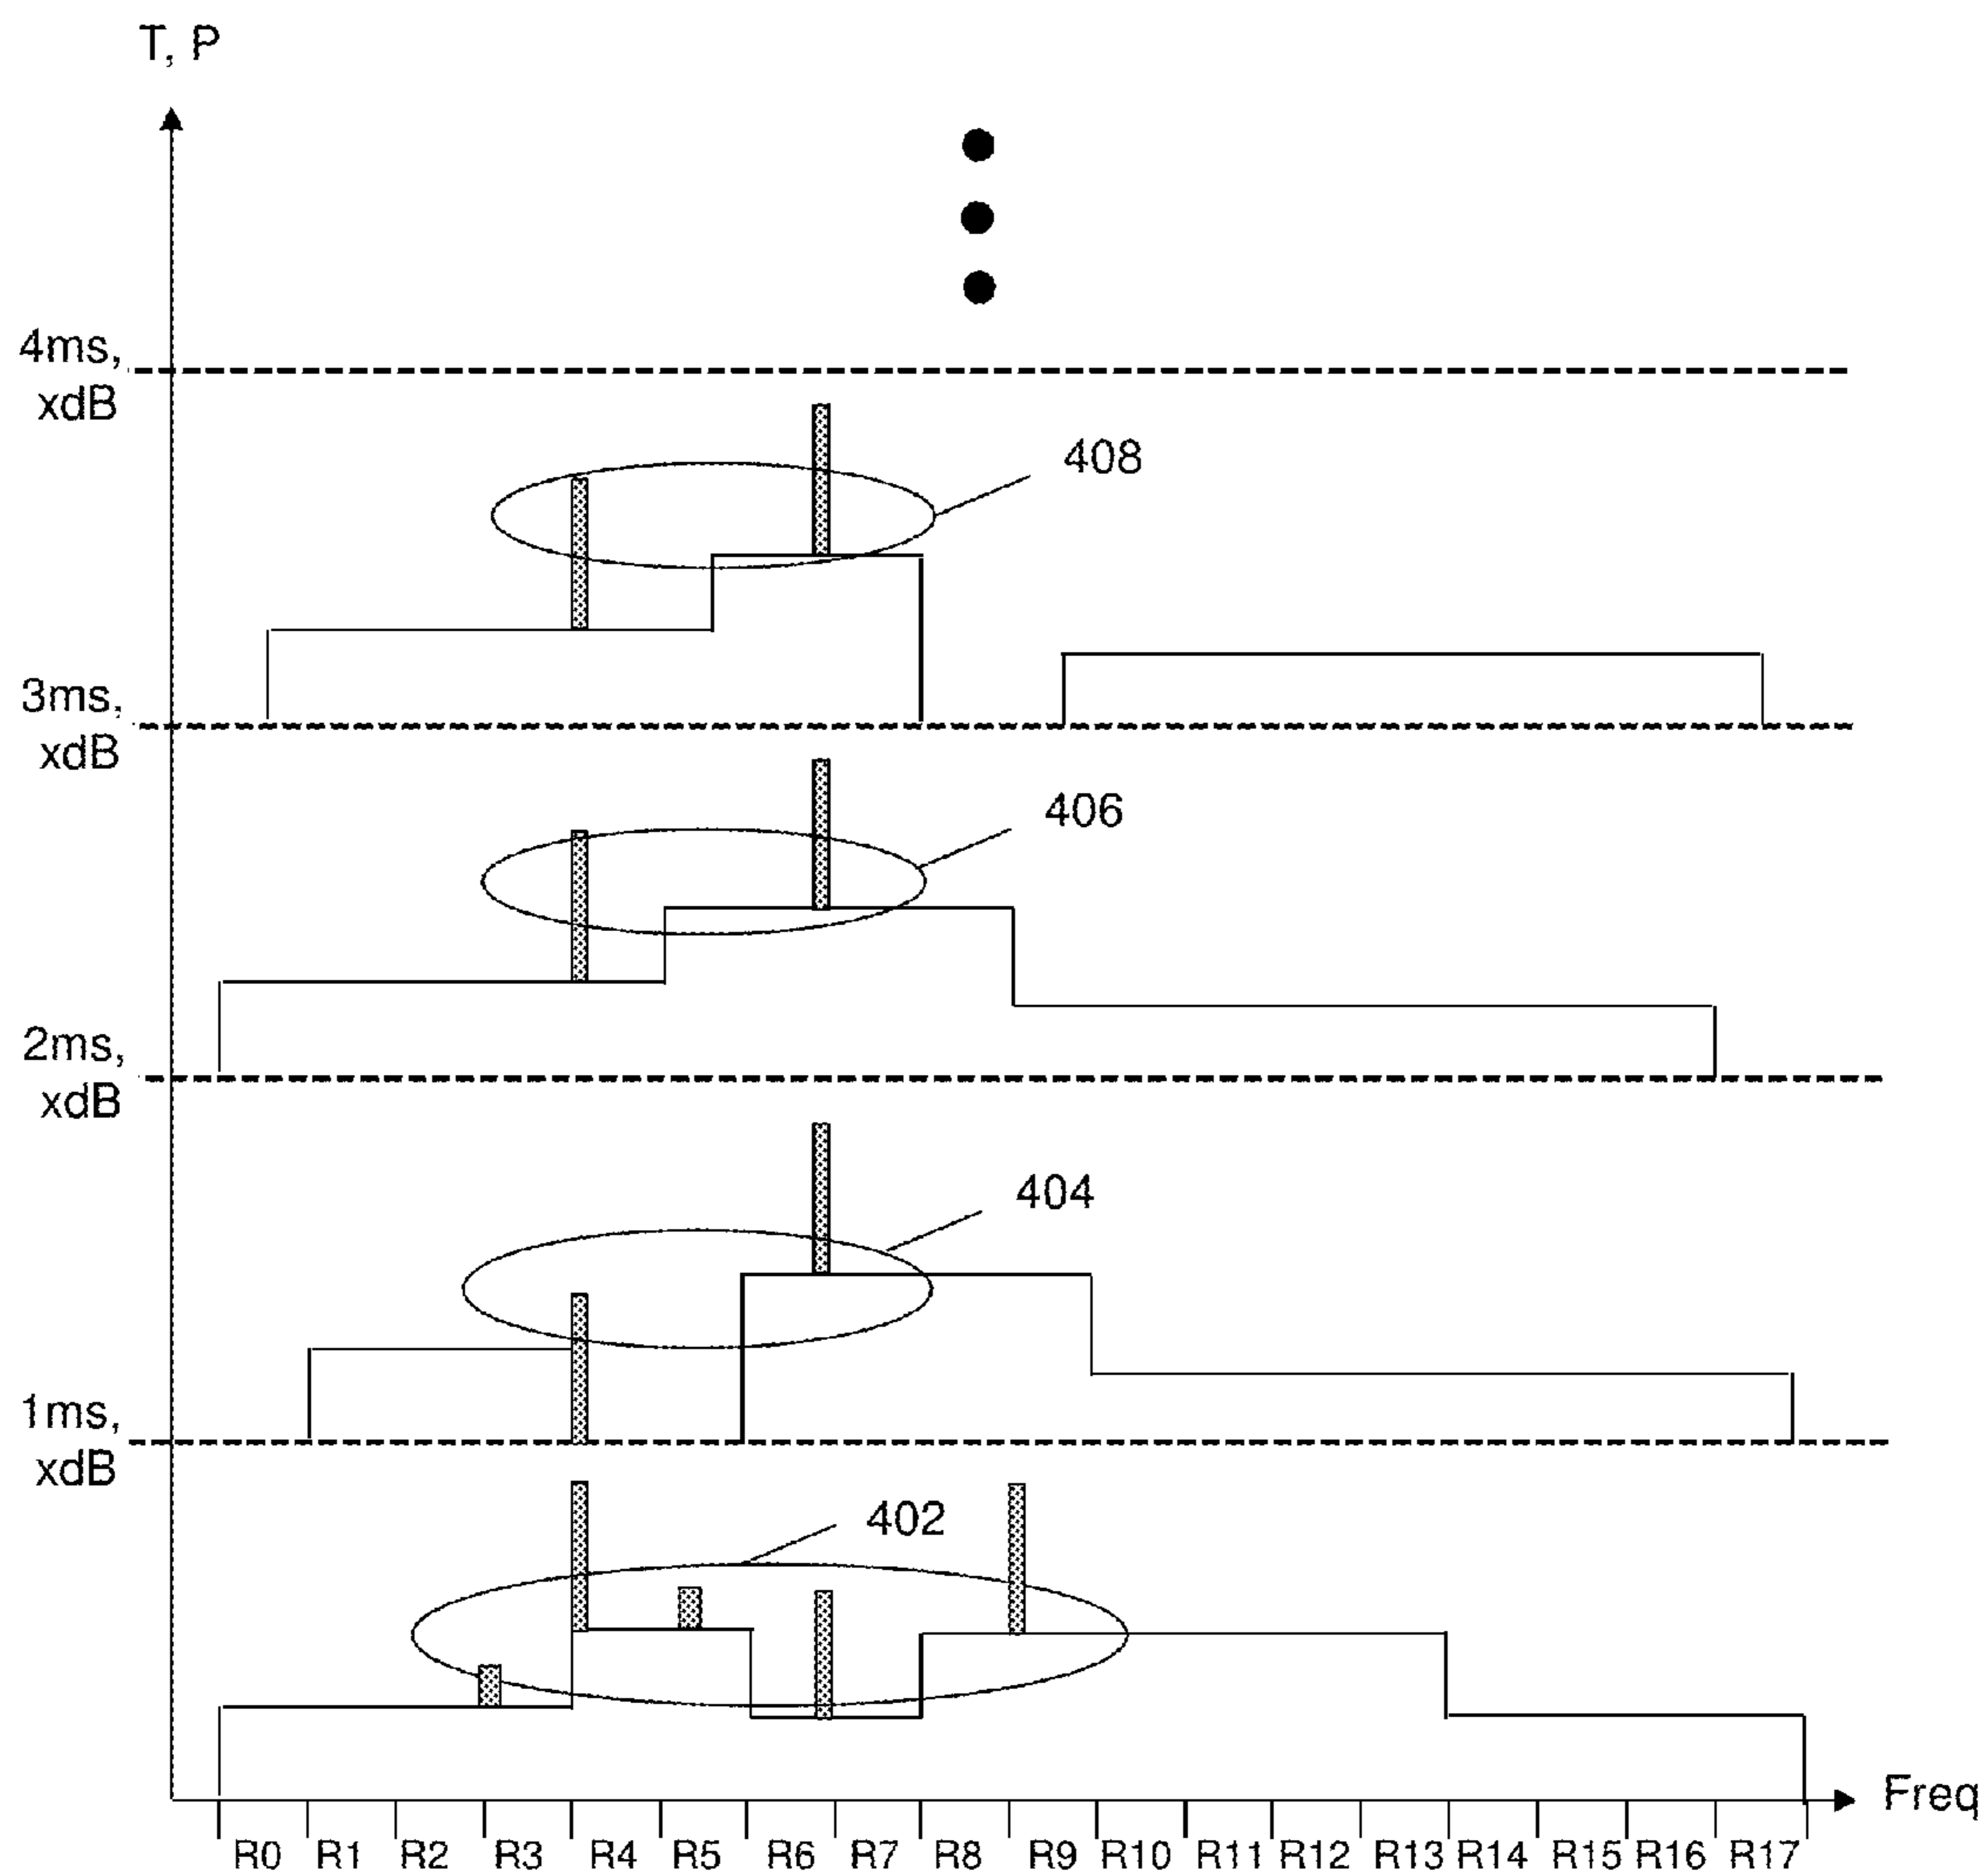 T, P
4ms,
xdB
408
3ms,
xdB
406
2ms,
xdB
404
1ms,
xdB
402
Freq
R0 R1 R2 R3 R4 R5 R6 R7 R8 R9 R10 R11 R12 R13 R14 R15 R16 R17